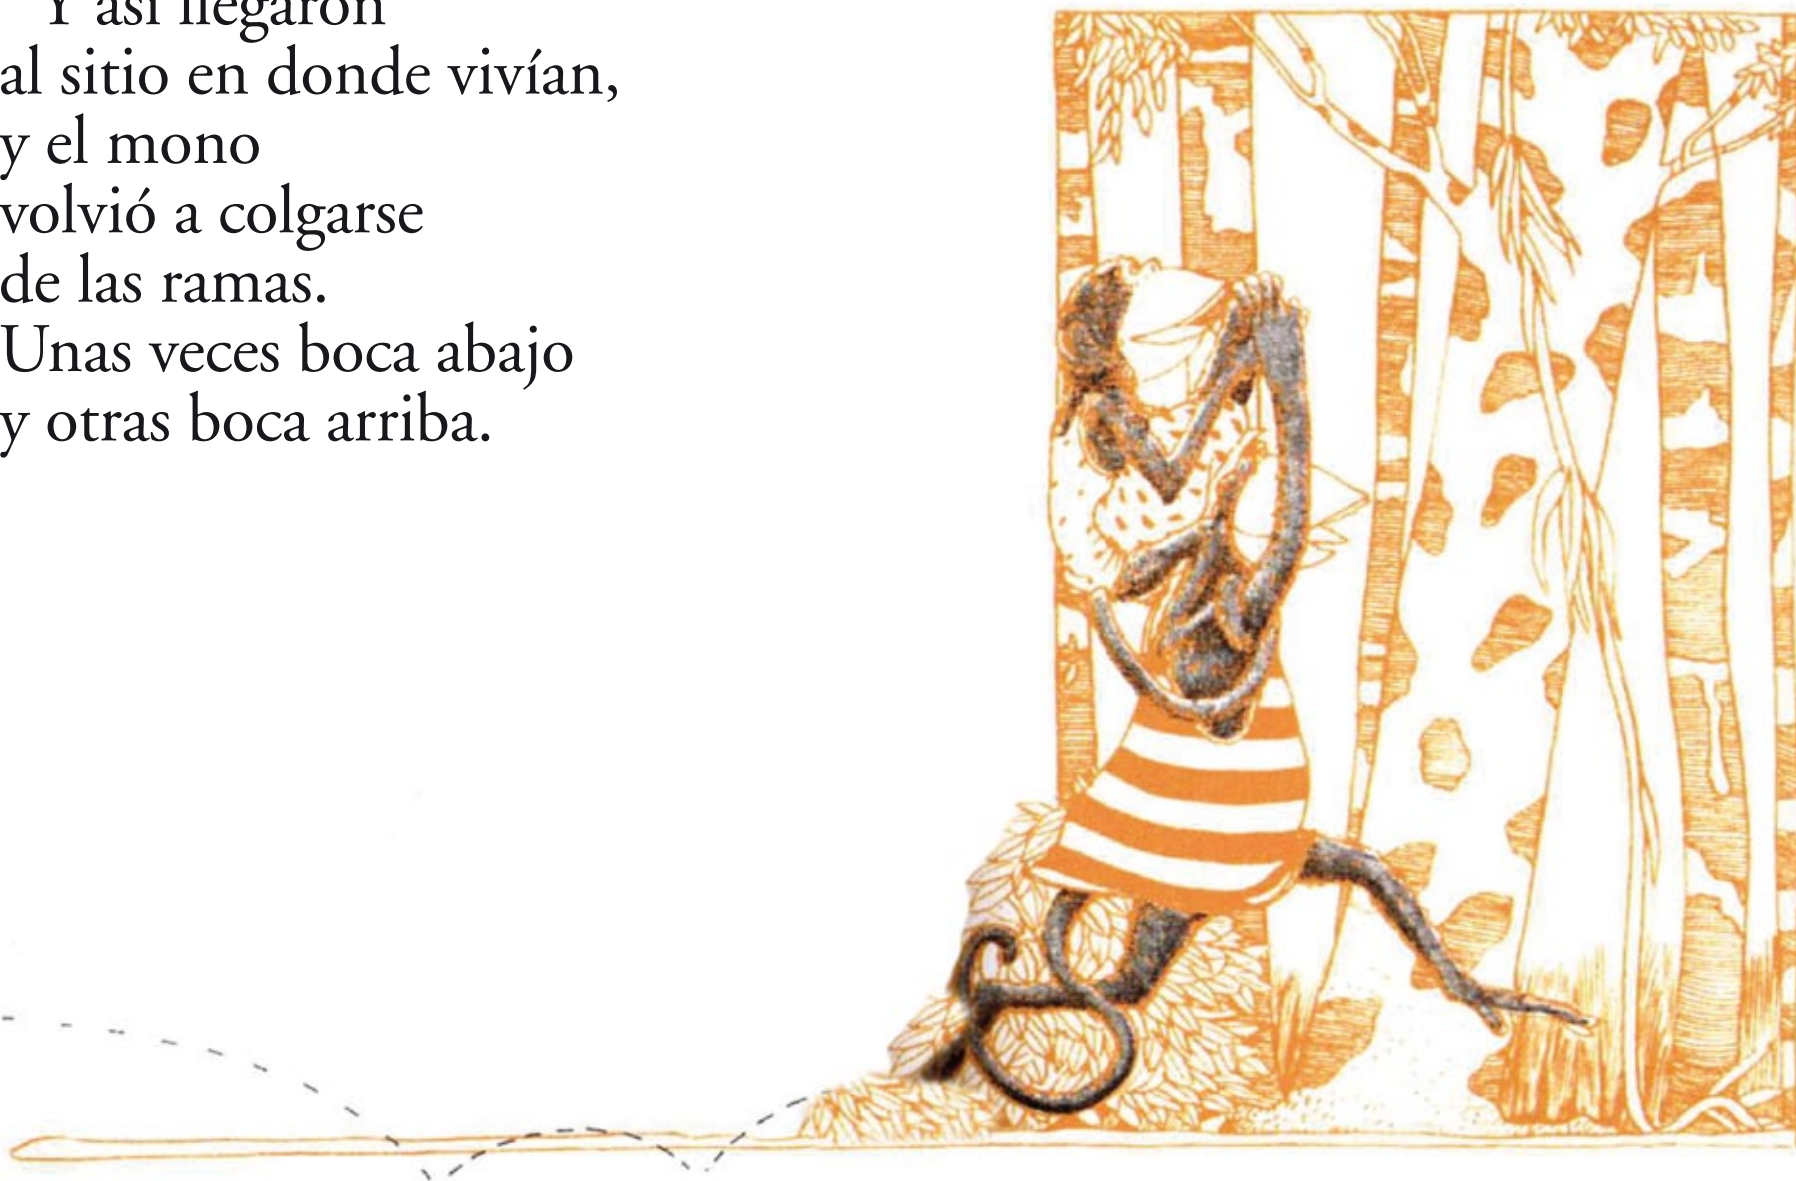 Y así llegaron
al sitio en donde vivían,
y el mono
volvió a colgarse
de las ramas.
Unas veces boca abajo
y otras boca arriba.